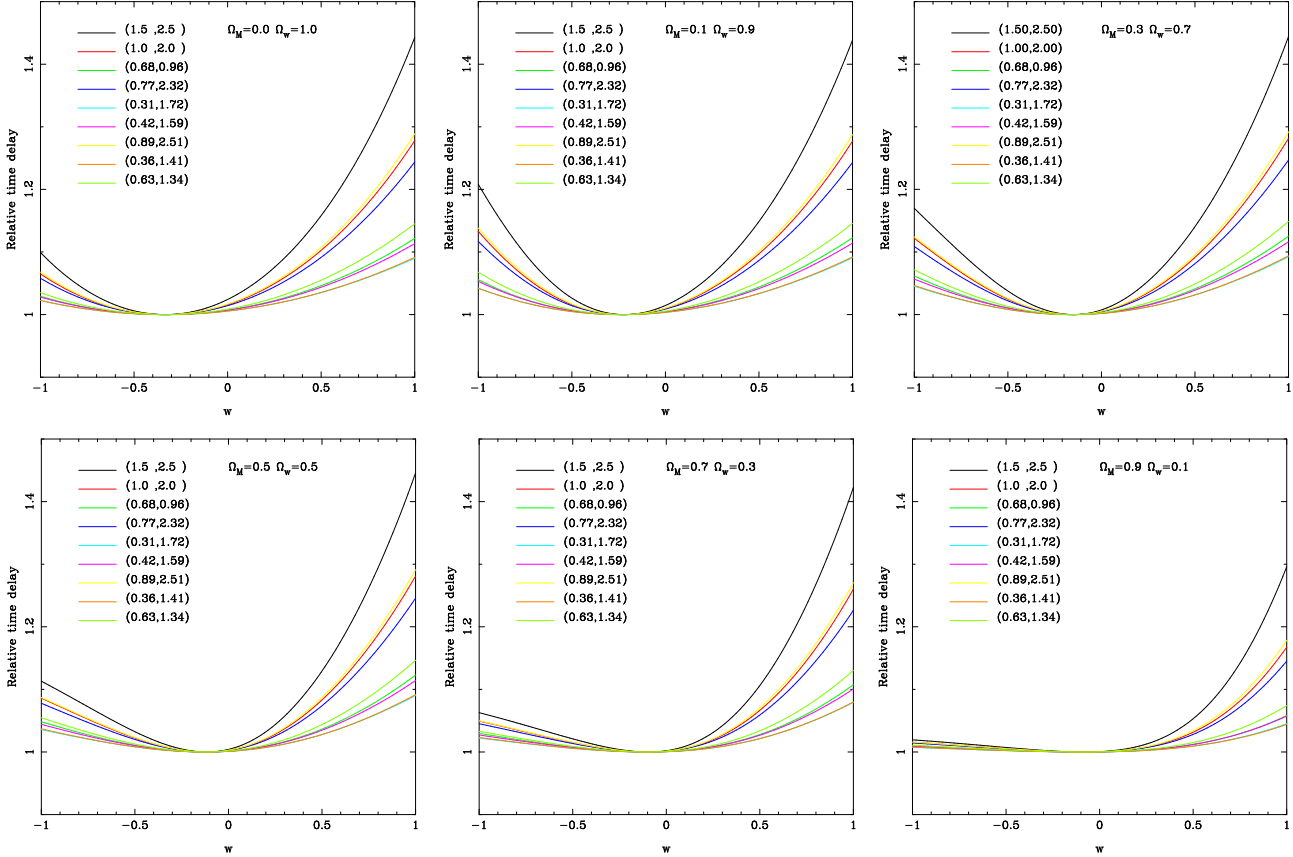 (1.5 ,2.5 ) Ω_M=0.0 Ω_w=1.0
(1.0 ,2.0 )
(0.68,0.96)
(0.77,2.32)
(0.31,1.72)
(0.42,1.59)
(0.89,2.51)
(0.36,1.41)
(0.63,1.34)
1.4
1.2
1
Relative time delay
−1 −0.5 0 0.5 1
w
(1.5 ,2.5 ) Ω_M=0.1 Ω_w=0.9
(1.0 ,2.0 )
(0.68,0.96)
(0.77,2.32)
(0.31,1.72)
(0.42,1.59)
(0.89,2.51)
(0.36,1.41)
(0.63,1.34)
1.4
1.2
1
Relative time delay
−1 −0.5 0 0.5 1
w
(1.50,2.50) Ω_M=0.3 Ω_w=0.7
(1.00,2.00)
(0.68,0.96)
(0.77,2.32)
(0.31,1.72)
(0.42,1.59)
(0.89,2.51)
(0.36,1.41)
(0.63,1.34)
1.4
1.2
1
Relative time delay
−1 −0.5 0 0.5 1
w
(1.5 ,2.5 ) Ω_M=0.5 Ω_w=0.5
(1.0 ,2.0 )
(0.68,0.96)
(0.77,2.32)
(0.31,1.72)
(0.42,1.59)
(0.89,2.51)
(0.36,1.41)
(0.63,1.34)
1.4
1.2
1
Relative time delay
−1 −0.5 0 0.5 1
w
(1.5 ,2.5 ) Ω_M=0.7 Ω_w=0.3
(1.0 ,2.0 )
(0.68,0.96)
(0.77,2.32)
(0.31,1.72)
(0.42,1.59)
(0.89,2.51)
(0.36,1.41)
(0.63,1.34)
1.4
1.2
1
Relative time delay
−1 −0.5 0 0.5 1
w
(1.5 ,2.5 ) Ω_M=0.9 Ω_w=0.1
(1.0 ,2.0 )
(0.68,0.96)
(0.77,2.32)
(0.31,1.72)
(0.42,1.59)
(0.89,2.51)
(0.36,1.41)
(0.63,1.34)
1.4
1.2
1
Relative time delay
−1 −0.5 0 0.5 1
w